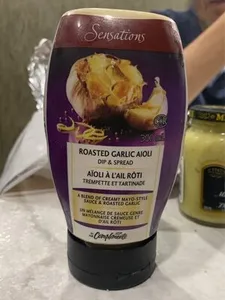 Sensations
ROASTED GARLIC AIOLI
DIP & SPREAD
AÏOLI À L'AIL RÔTI
TREMPETTE ET TARTINADE
A BLEND OF CREAMY MAYO-STYLE
SAUCE & ROASTED GARLIC
UN MÉLANGE DE SAUCE GENRE
MAYONNAISE CRÉMEUSE ET
D'AIL RÔTI
Compliments